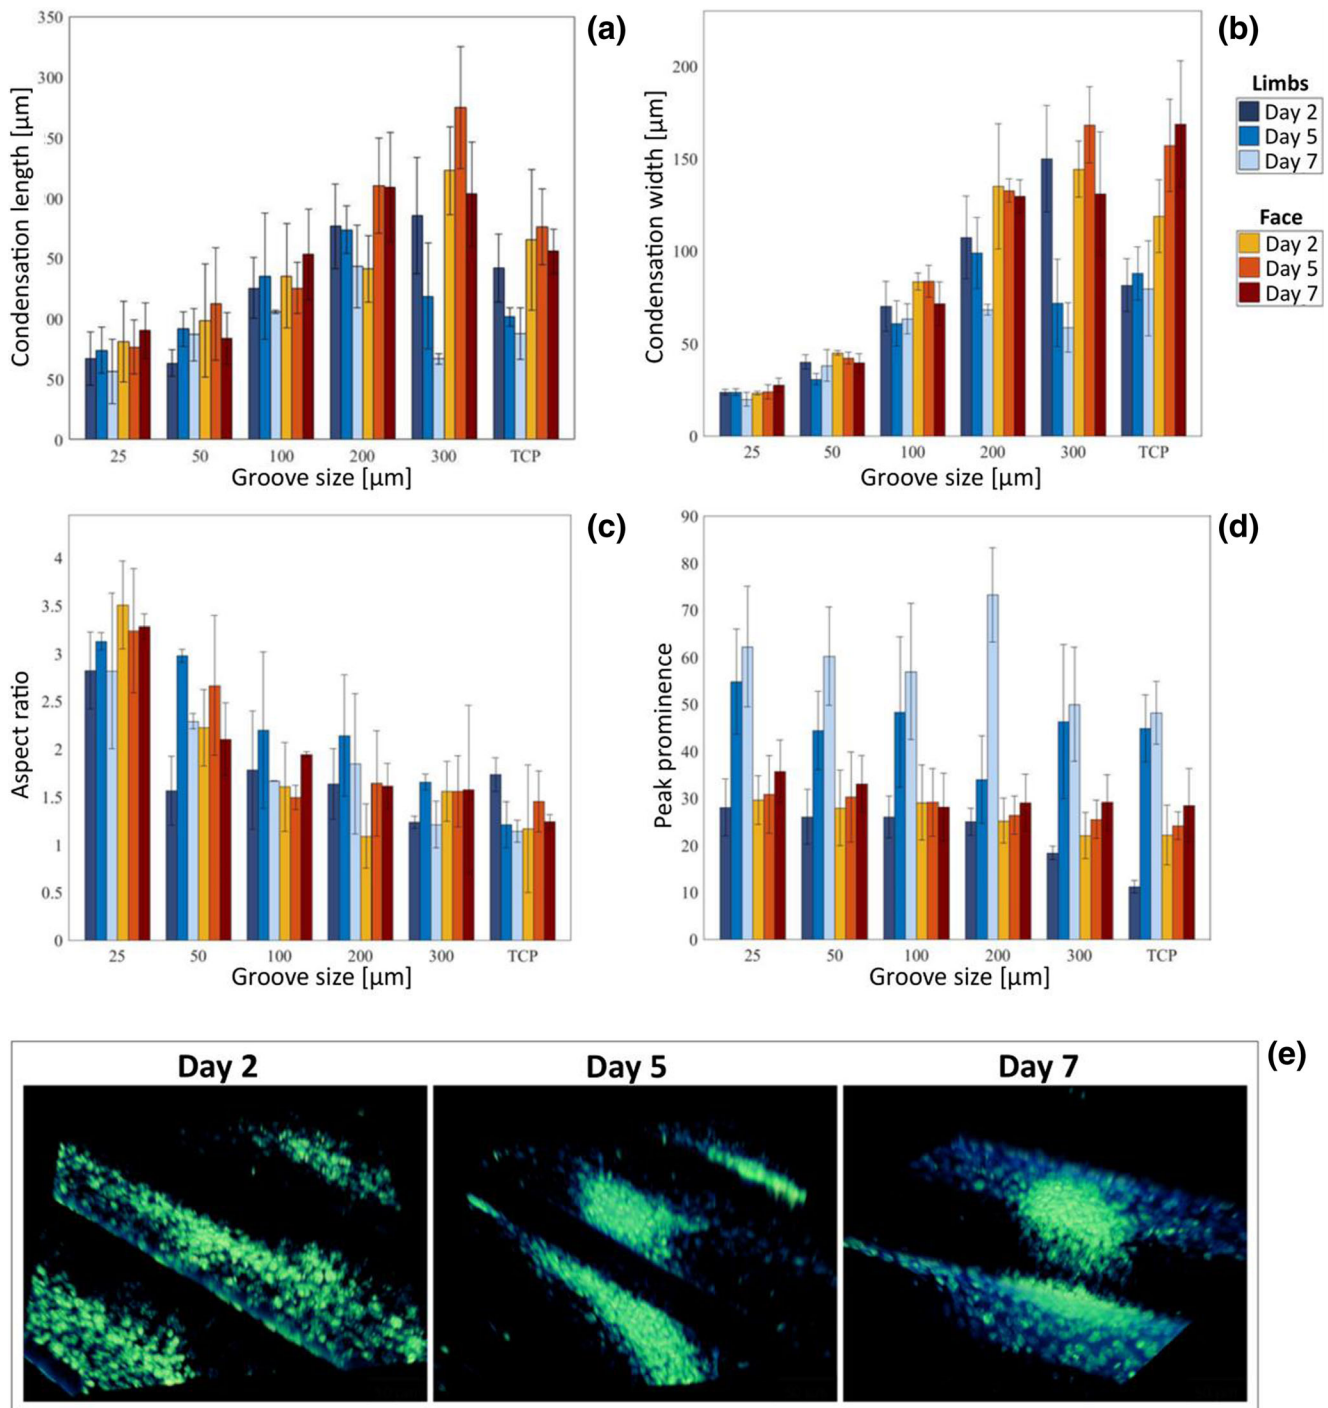 (a)
Condensation length [µm]
350
300
50
00
50
00
50
0
25 50 100 200 300 TCP
Groove size [µm]
(b)
Condensation width [µm]
200
150
100
50
0
25 50 100 200 300 TCP
Groove size [µm]
Limbs
Day 2
Day 5
Day 7
Face
Day 2
Day 5
Day 7
(c)
Aspect ratio
4
3.5
3
2.5
2
1.5
1
0.5
0
25 50 100 200 300 TCP
Groove size [µm]
(d)
Peak prominence
90
80
70
60
50
40
30
20
10
0
25 50 100 200 300 TCP
Groove size [µm]
Day 2 Day 5 Day 7
(e)